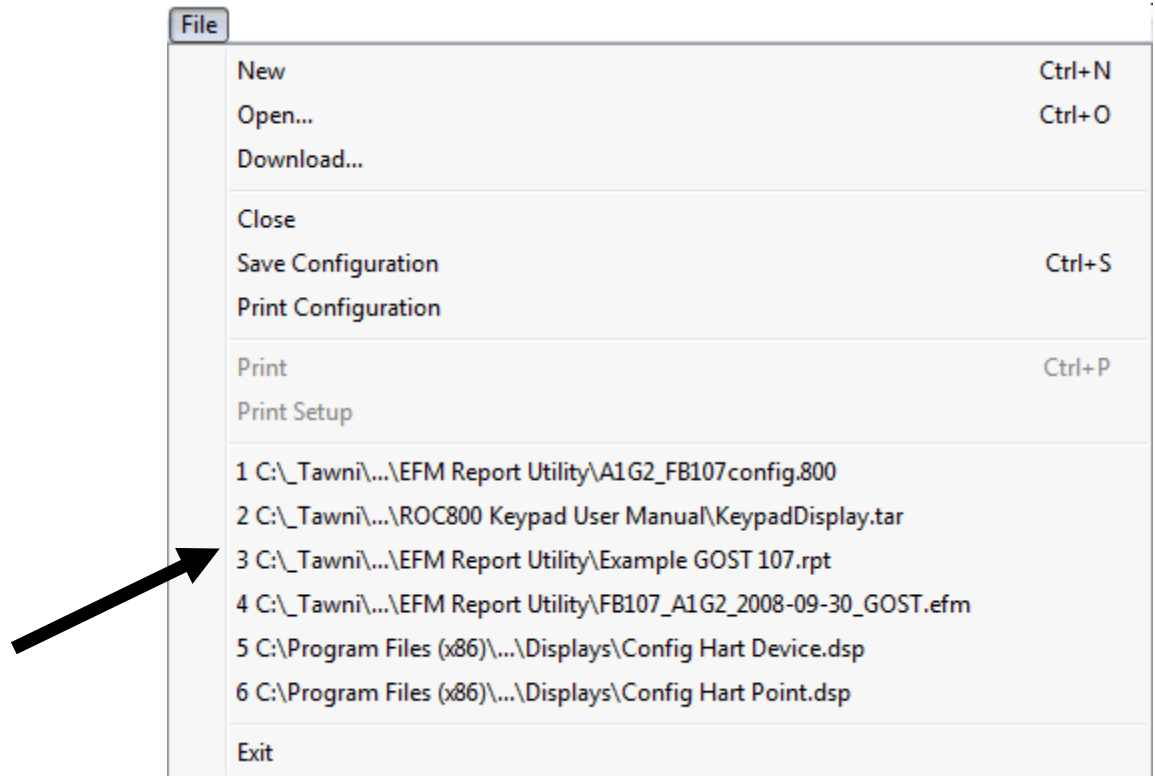 File
New Ctrl+N
Open... Ctrl+O
Download...
Close
Save Configuration Ctrl+S
Print Configuration
Print Ctrl+P
Print Setup
1 C:\_Tawni\...\EFM Report Utility\A1G2_FB107config.800
2 C:\_Tawni\...\ROC800 Keypad User Manual\KeypadDisplay.tar
3 C:\_Tawni\...\EFM Report Utility\Example GOST 107.rpt
4 C:\_Tawni\...\EFM Report Utility\FB107_A1G2_2008-09-30_GOST.efm
5 C:\Program Files (x86)\...\Displays\Config Hart Device.dsp
6 C:\Program Files (x86)\...\Displays\Config Hart Point.dsp
Exit